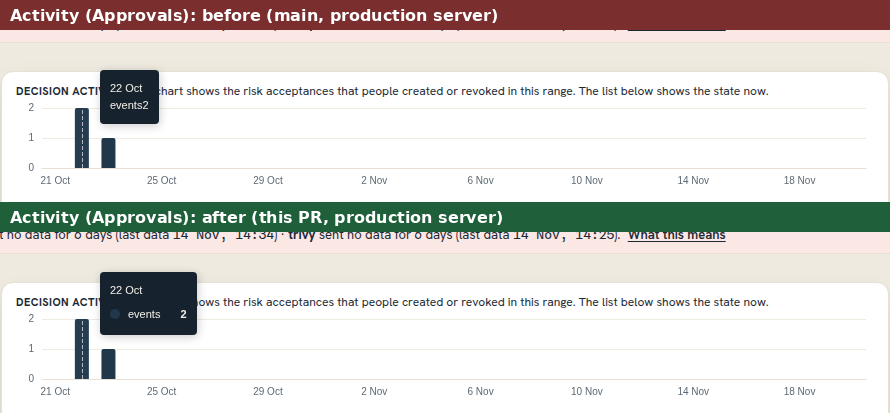 Activity (Approvals): before (main, production server)
DECISION ACTI
22 Oct
events2
chart shows the risk acceptances that people created or revoked in this range. The list below shows the state now.
2
1
0
21 Oct 25 Oct 29 Oct 2 Nov 6 Nov 10 Nov 14 Nov 18 Nov
Activity (Approvals): after (this PR, production server)
t no data for 6 days (last data 14 Nov, 14:34) · trivy sent no data for 6 days (last data 14 Nov, 14:25). What this means
DECISION ACTI
22 Oct
events 2
ows the risk acceptances that people created or revoked in this range. The list below shows the state now.
2
1
0
21 Oct 25 Oct 29 Oct 2 Nov 6 Nov 10 Nov 14 Nov 18 Nov